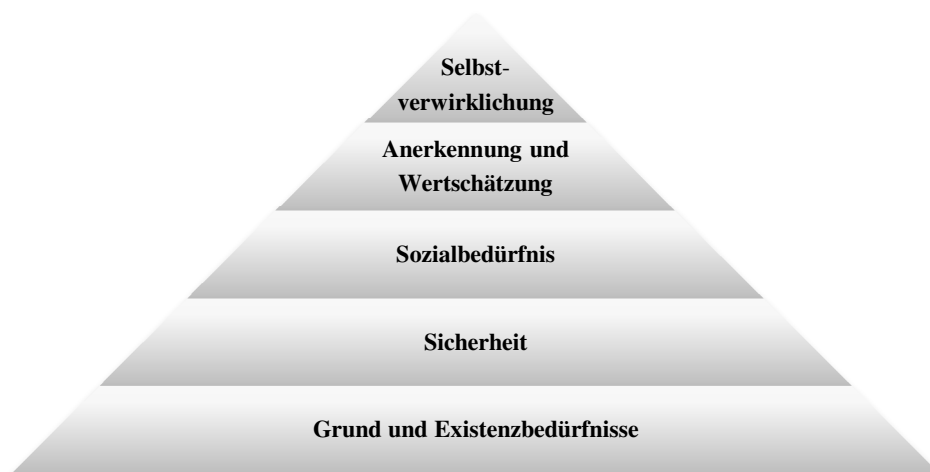 Selbst-
verwirklichung
Anerkennung und
Wertschätzung
Sozialbedürfnis
Sicherheit
Grund und Existenzbedürfnisse